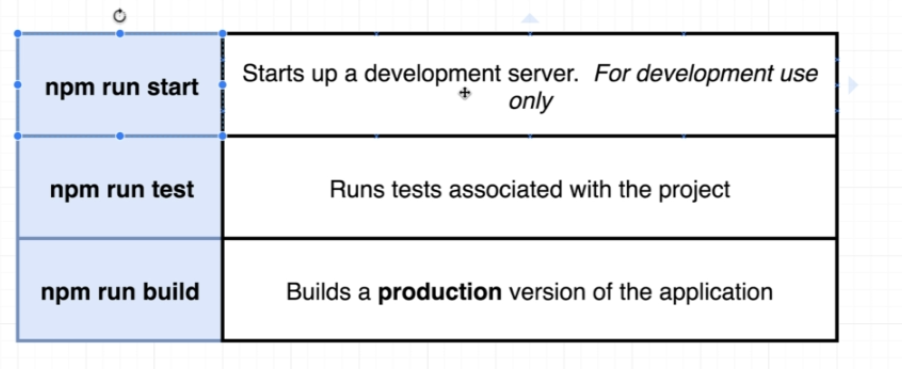 npm run start
Starts up a development server.  For development use
only
npm run test
Runs tests associated with the project
npm run build
Builds a production version of the application